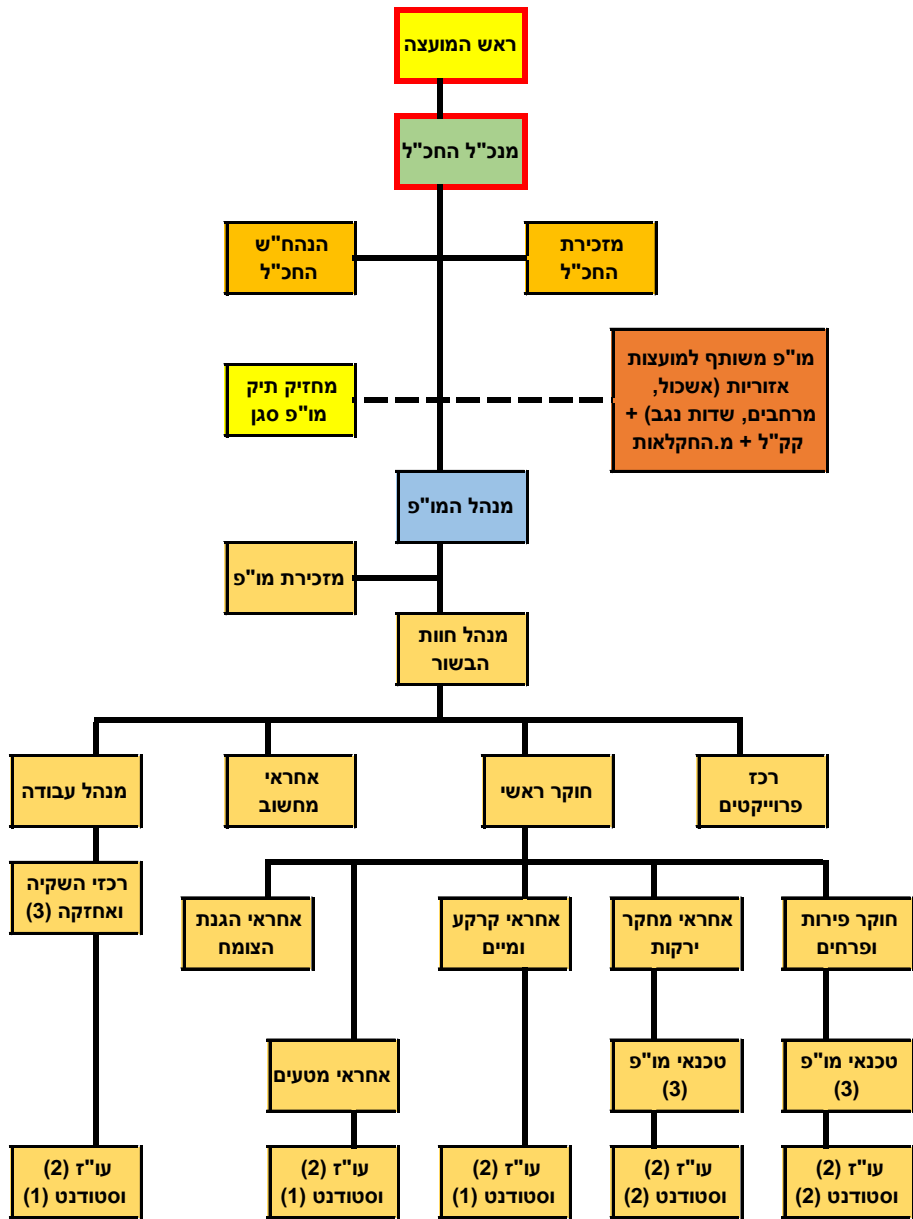 ראש המועצה
מנכ"ל החכ"ל
מזכירת
החכ"ל
הנהח"ש
החכ"ל
מו"פ משותף למועצות
אזוריות (אשכול,
מרחבים, שדות נגב) +
קק"ל + מ.החקלאות
מחזיק תיק
מו"פ סגן
מנהל המו"פ
מזכירת מו"פ
מנהל חוות
הבשור
רכז
פרוייקטים
חוקר ראשי
אחראי
מחשוב
מנהל עבודה
חוקר פירות
ופרחים
אחראי מחקר
ירקות
אחראי קרקע
ומיים
אחראי הגנת
הצומח
רכזי השקיה
ואחזקה (3)
טכנאי מו"פ
(3)
טכנאי מו"פ
(3)
אחראי מטעים
עו"ז (2)
וסטודנט (2)
עו"ז (2)
וסטודנט (2)
עו"ז (2)
וסטודנט (1)
עו"ז (2)
וסטודנט (1)
עו"ז (2)
וסטודנט (1)